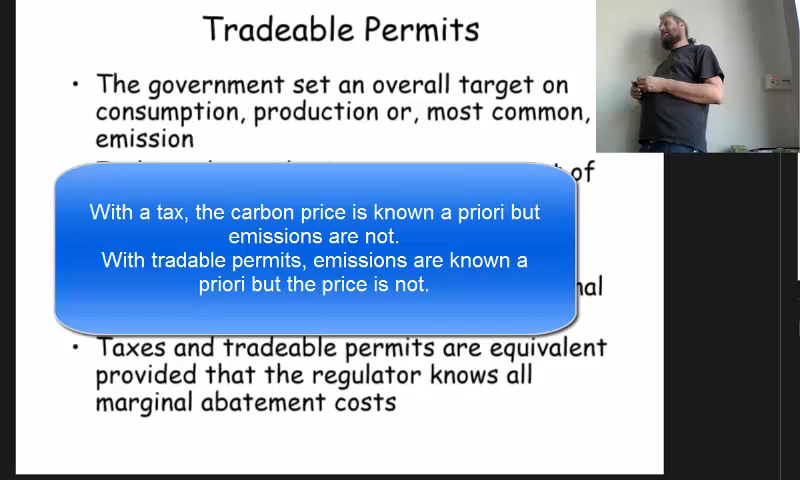 Tradeable Permits
• The government set an overall target on
consumption, production or, most common,
emission
of
With a tax, the carbon price is known a priori but
emissions are not.
With tradable permits, emissions are known a
priori but the price is not.
• Taxes and tradeable permits are equivalent
provided that the regulator knows all
marginal abatement costs